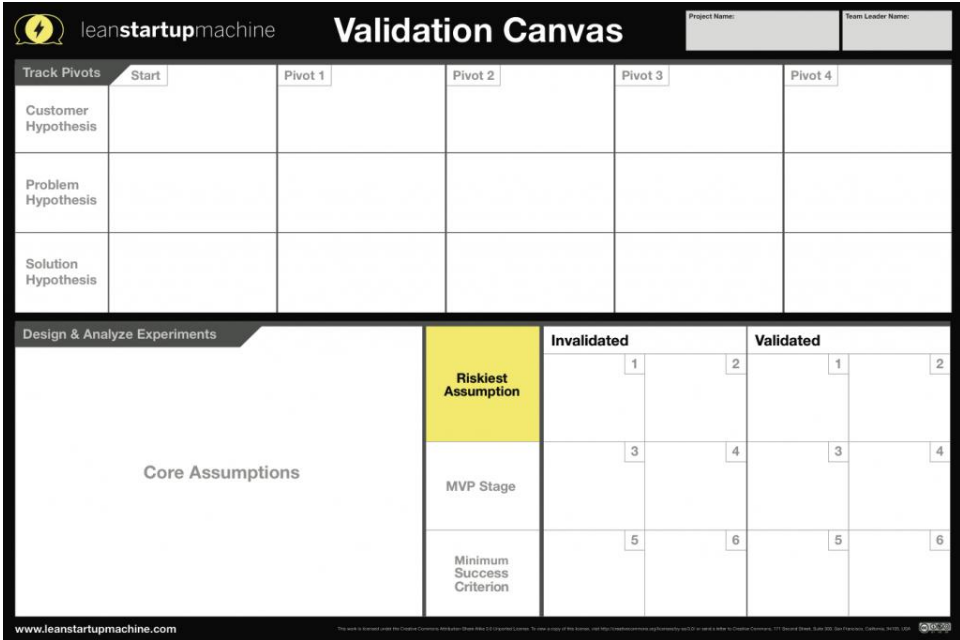 leanstartupmachine
Validation Canvas
Project Name:
Team Leader Name:
Track Pivots
Start
Pivot 1
Pivot 2
Pivot 3
Pivot 4
Customer
Hypothesis
Problem
Hypothesis
Solution
Hypothesis
Design & Analyze Experiments
Core Assumptions
Riskiest
Assumption
MVP Stage
Minimum
Success
Criterion
Invalidated
Validated
1
2
1
2
3
4
3
4
5
6
5
6
www.leanstartupmachine.com